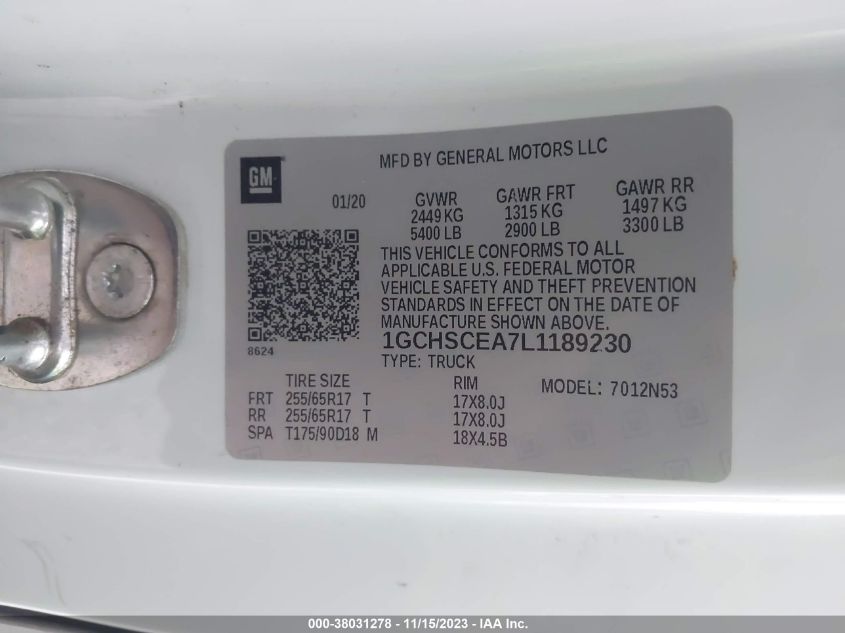 GM
MFD BY GENERAL MOTORS LLC
01/20 GVWR GAWR FRT GAWR RR
2449 KG 1315 KG 1497 KG
5400 LB 2900 LB 3300 LB
THIS VEHICLE CONFORMS TO ALL
APPLICABLE U.S. FEDERAL MOTOR
VEHICLE SAFETY AND THEFT PREVENTION
STANDARDS IN EFFECT ON THE DATE OF
MANUFACTURE SHOWN ABOVE.
8624
1GCHSCEA7L1189230
TYPE: TRUCK
TIRE SIZE RIM MODEL: 7012N53
FRT 255/65R17 T 17X8.0J
RR 255/65R17 T 17X8.0J
SPA T175/90D18 M 18X4.5B
000-38031278 - 11/15/2023 - IAA Inc.